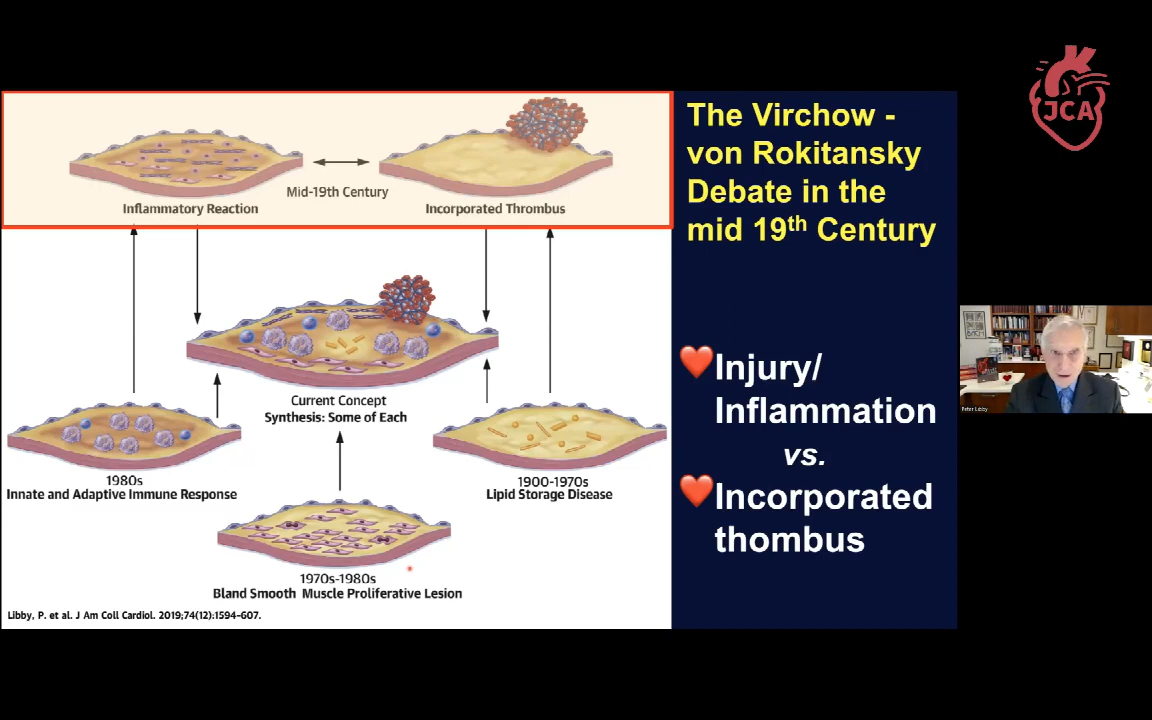 JCA
The Virchow -
von Rokitansky
Debate in the
mid 19th Century
Mid-19th Century
Inflammatory Reaction
Incorporated Thrombus
Current Concept
Synthesis: Some of Each
1980s
Innate and Adaptive Immune Response
1900-1970s
Lipid Storage Disease
1970s-1980s
Bland Smooth Muscle Proliferative Lesion
Libby, P. et al. J Am Coll Cardiol. 2019;74(12):1594-607.
❤️Injury/
Inflammation
vs.
❤️Incorporated
thombus
Peter Libby